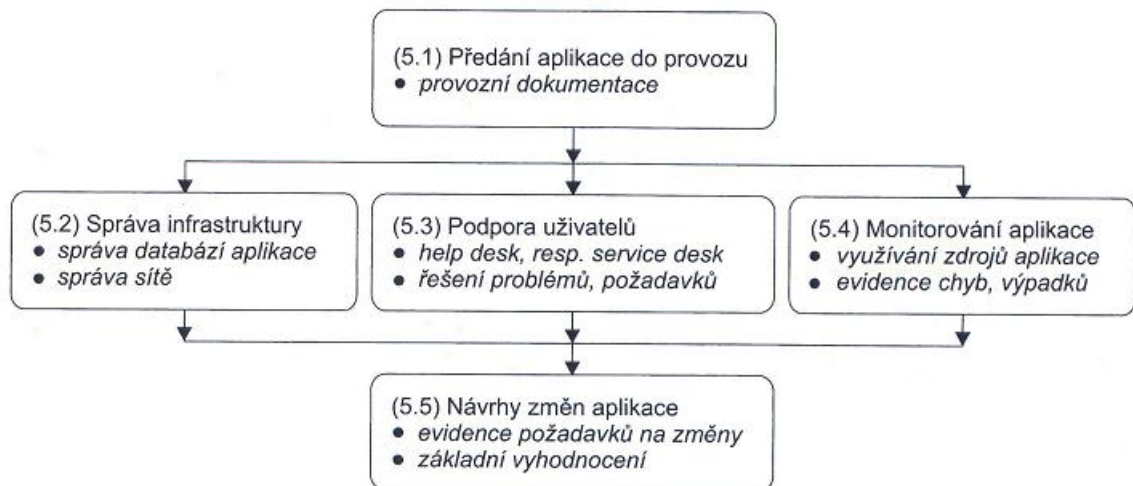 (5.1) Předání aplikace do provozu
● provozní dokumentace
(5.2) Správa infrastruktury
● správa databází aplikace
● správa sítě
(5.3) Podpora uživatelů
● help desk, resp. service desk
● řešení problémů, požadavků
(5.4) Monitorování aplikace
● využívání zdrojů aplikace
● evidence chyb, výpadků
(5.5) Návrhy změn aplikace
● evidence požadavků na změny
● základní vyhodnocení